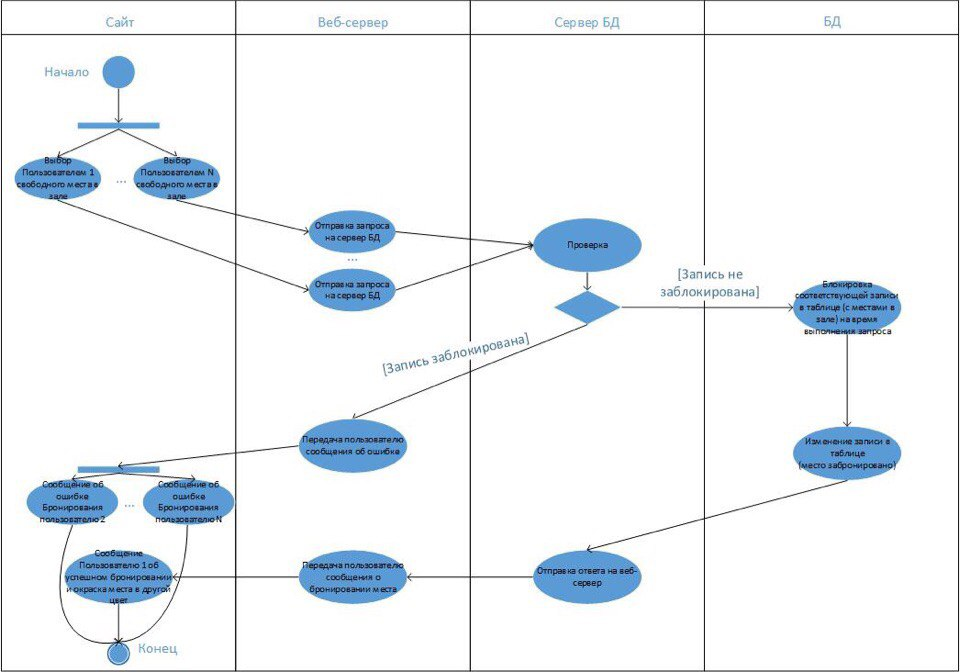 Сайт
Веб-сервер
Сервер БД
БД
Начало
Выбор
Пользователем 1
свободного места в
зале
...
Выбор
Пользователем N
свободного места в
зале
Отправка запроса
на сервер БД
...
Отправка запроса
на сервер БД
Проверка
[Запись не
заблокирована]
Блокировка
соответствующей записи
в таблице (с местами в
зале) на время
выполнения запроса
[Запись заблокирована]
Передача пользователю
сообщения об ошибке
Изменение записи в
таблице
(место забронировано)
Сообщение об
ошибке
Бронирования
пользователю 2
...
Сообщение об
ошибке
Бронирования
пользователю N
Сообщение
Пользователю 1 об
успешном бронировании
и окраска места в другой
цвет
Передача пользователю
сообщения о
бронировании места
Отправка ответа на веб-
сервер
Конец